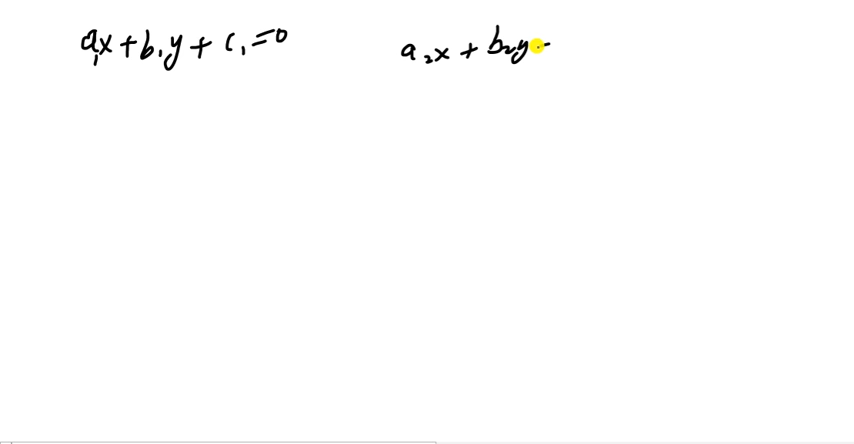 a₁x + b₁y + c₁ = 0 a₂x + b₂y -